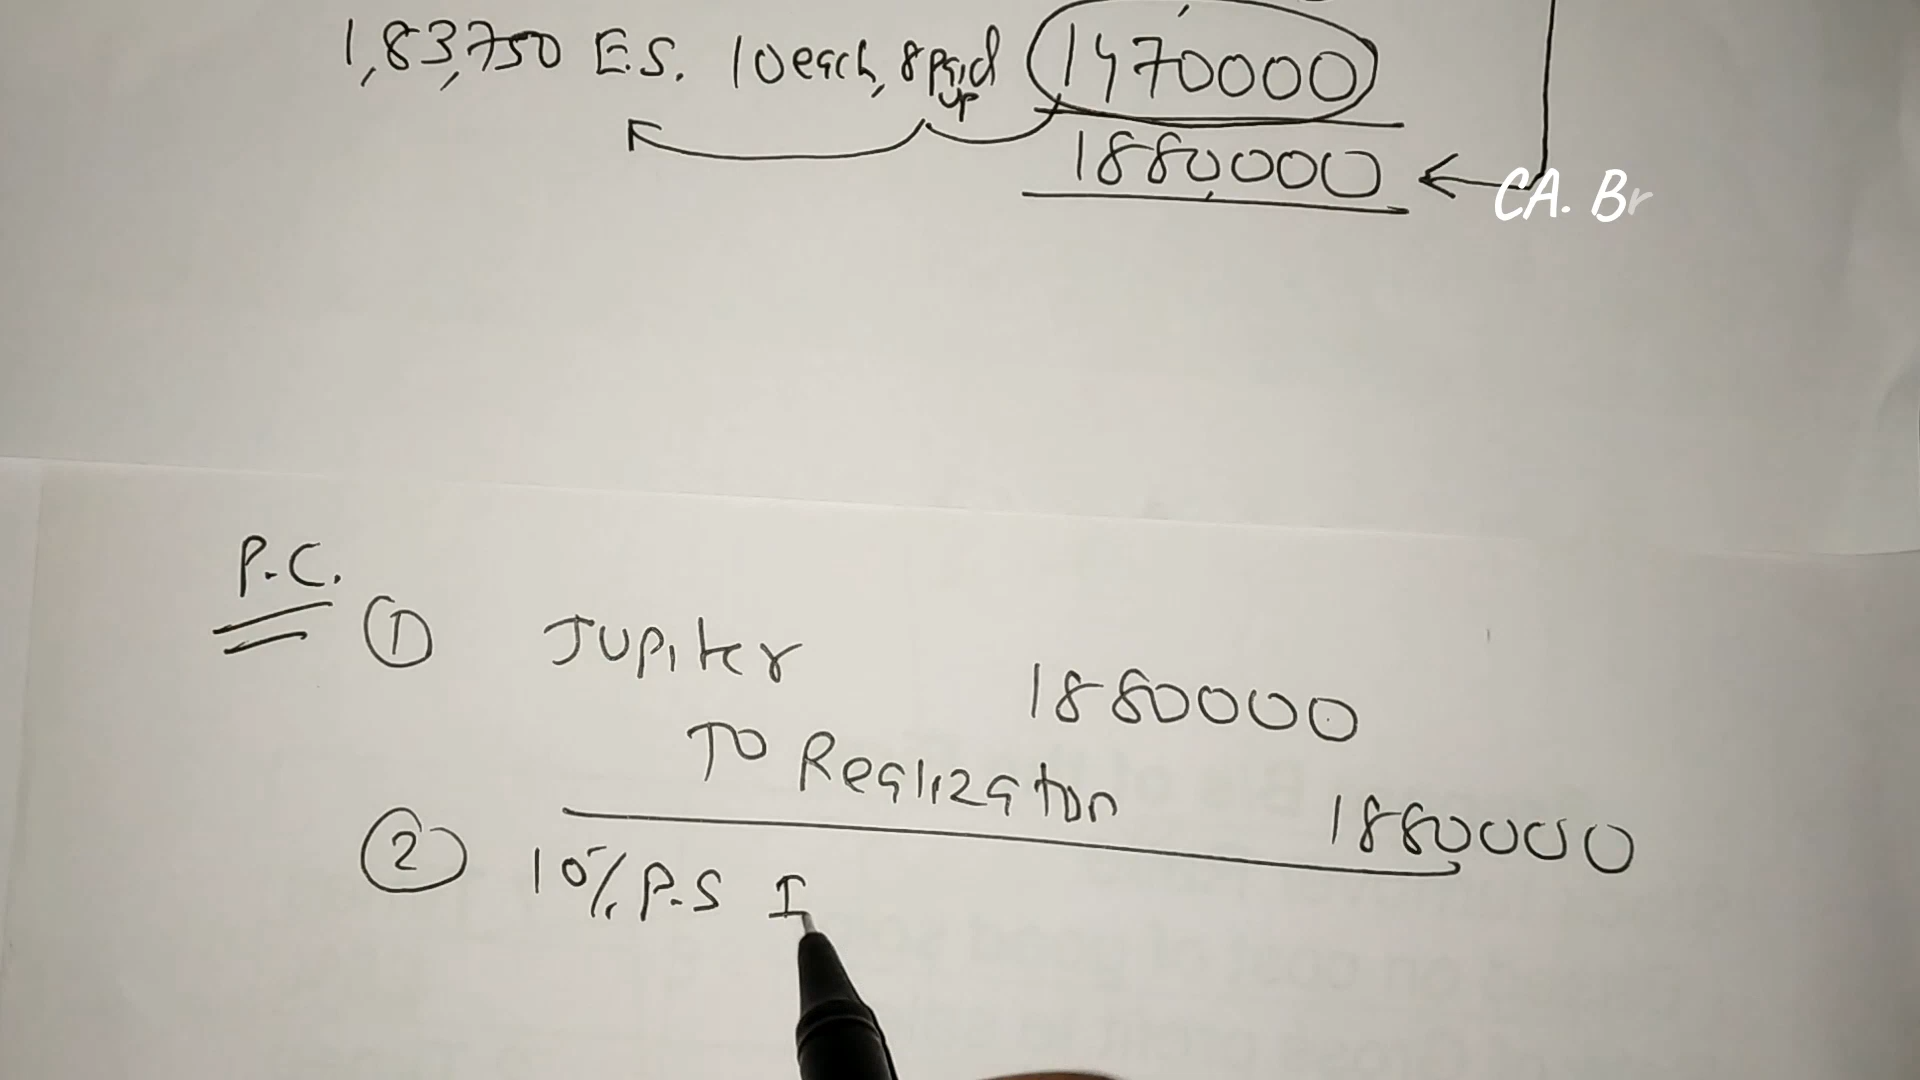 1,83,750 E.S. 10 each, 8 paid up 1470000
1880000
CA. Br
P.C.
① Jupiter 1880000
To Realization 1880000
② 10% P.S I